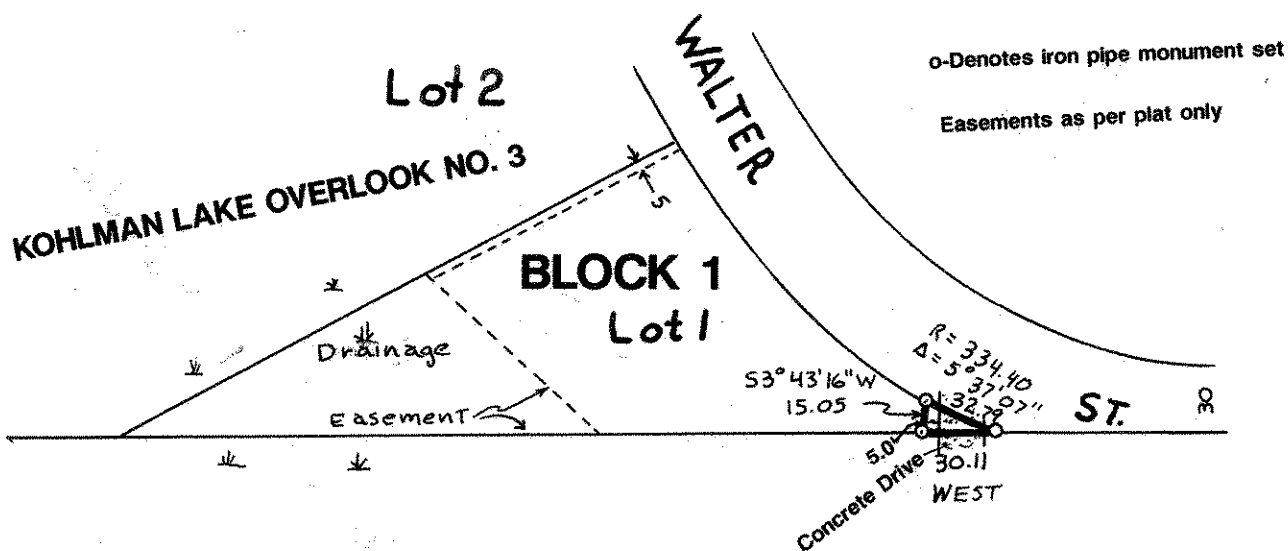 Lot 2
WALTER
o-Denotes iron pipe monument set
Easements as per plat only
KOHLMAN LAKE OVERLOOK NO. 3
5
BLOCK 1
Lot 1
Drainage
Easement
R = 334.40
Δ = 5° 37' 07"
32.79
S3°43'16"W
15.05
ST.
30
5.0
30.11
WEST
Concrete Drive